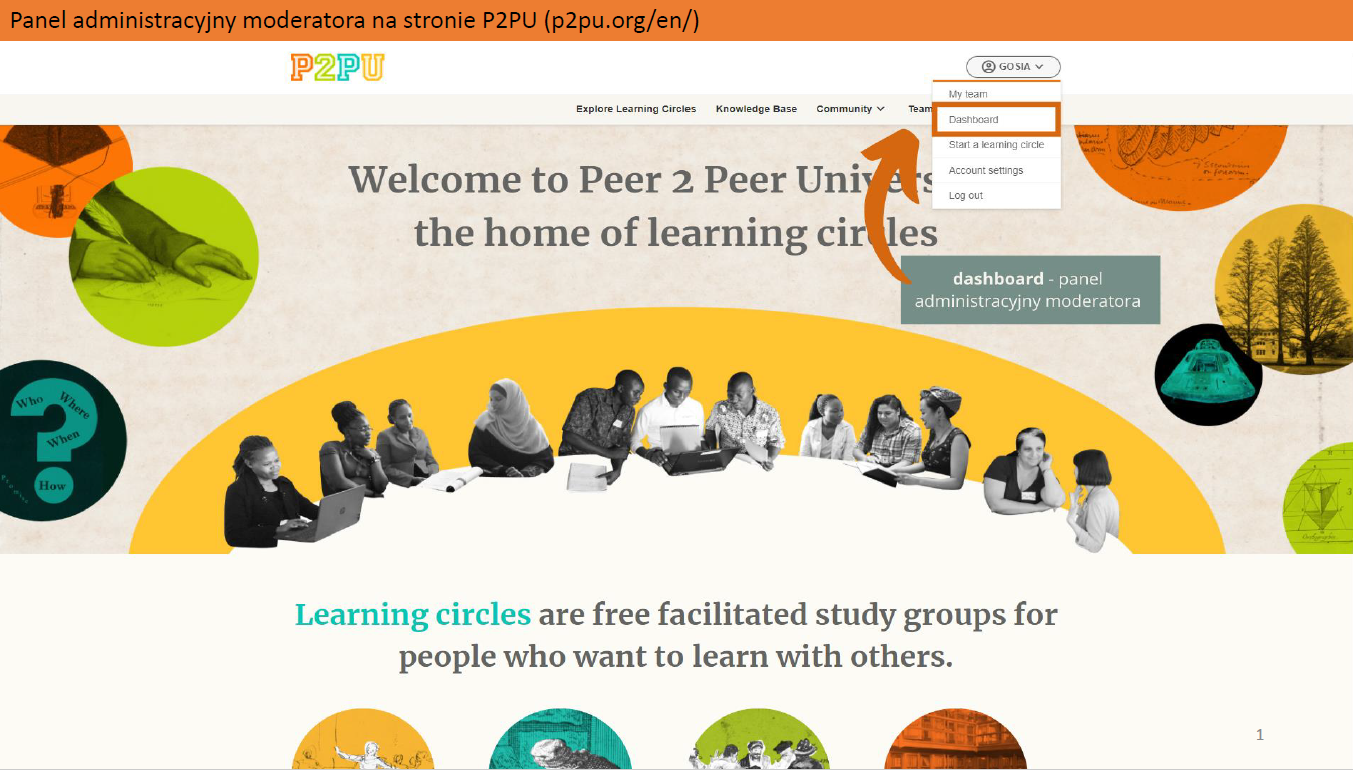 Panel administracyjny moderatora na stronie P2PU (p2pu.org/en/)
P2PU
GOSIA
My team
Explore Learning Circles Knowledge Base Community Team
Dashboard
Start a learning circle
Account settings
Log out
Welcome to Peer 2 Peer Univers
the home of learning circles
dashboard - panel
administracyjny moderatora
Who
Where
When
How
Learning circles are free facilitated study groups for
people who want to learn with others.
1